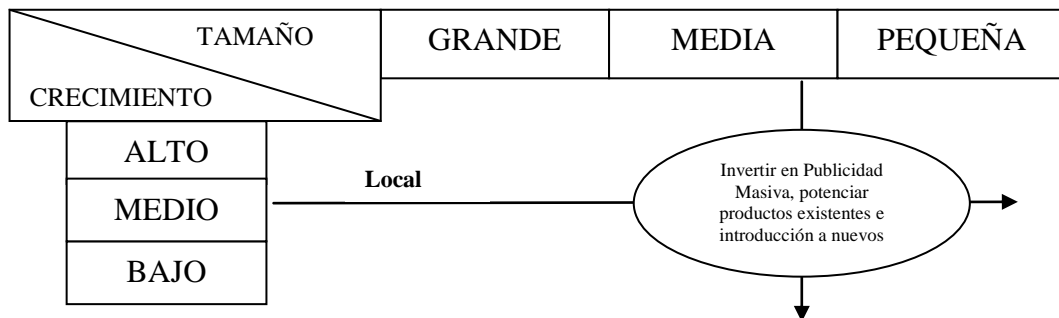 TAMAÑO
CRECIMIENTO
GRANDE
MEDIA
PEQUEÑA
ALTO
MEDIO
BAJO
Local
Invertir en Publicidad
Masiva, potenciar
productos existentes e
introducción a nuevos